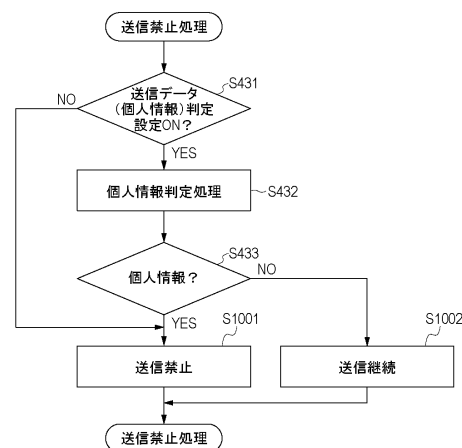 送信禁止処理
S431
送信データ
(個人情報)判定
設定ON?
NO
YES
個人情報判定処理
S432
S433
個人情報?
NO
YES
S1001
S1002
送信禁止
送信継続
送信禁止処理